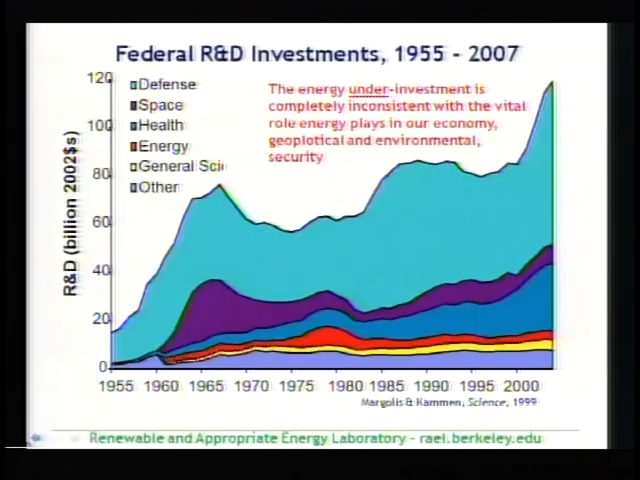 Federal R&D Investments, 1955 - 2007
120
100
80
60
40
20
0
R&D (billion 2002$s)
Defense
Space
Health
Energy
General Sci
Other
The energy under-investment is
completely inconsistent with the vital
role energy plays in our economy,
geoplotical and environmental,
security
1955 1960 1965 1970 1975 1980 1985 1990 1995 2000
Margolis & Kammen, Science, 1999
Renewable and Appropriate Energy Laboratory - rael.berkeley.edu